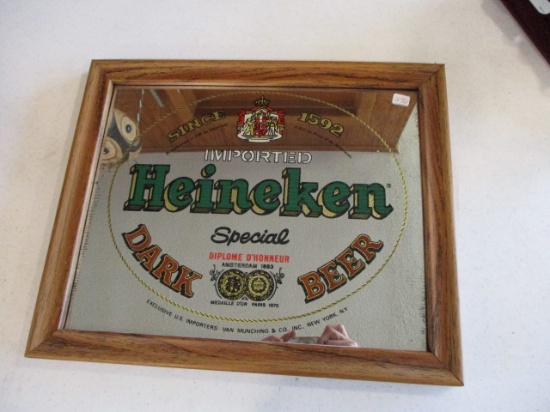 SINCE 1592
IMPORTED
Heineken
Special
DIPLOME D'HONNEUR
AMSTERDAM 1883
DARK BEER
MEDAILLE D'OR PARIS 1875
EXCLUSIVE U.S. IMPORTERS: VAN MUNCHING & CO. INC., NEW YORK, N.Y.